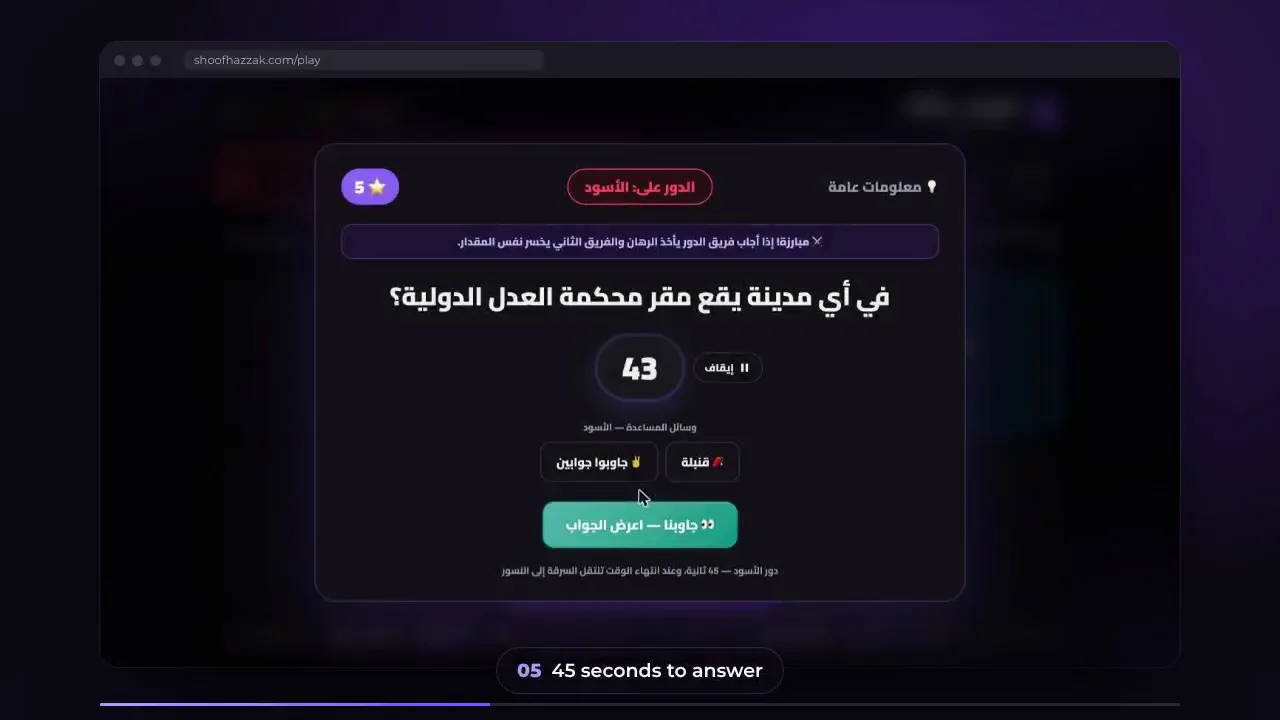 shoofhazzak.com/play
💡 معلومات عامة
الدور على: الأسود
5 ⭐
⚔ مبارزة! إذا أجاب فريق الدور يأخذ الرهان والفريق الثاني يخسر نفس المقدار.
في أي مدينة يقع مقر محكمة العدل الدولية؟
إيقاف
43
وسائل المساعدة — الأسود
🧨 قنبلة
✌️ جاوبوا جوابين
👀 جاوبنا — اعرض الجواب
دور الأسود — 45 ثانية، وعند انتهاء الوقت تنتقل السرقة إلى النسور
05 45 seconds to answer